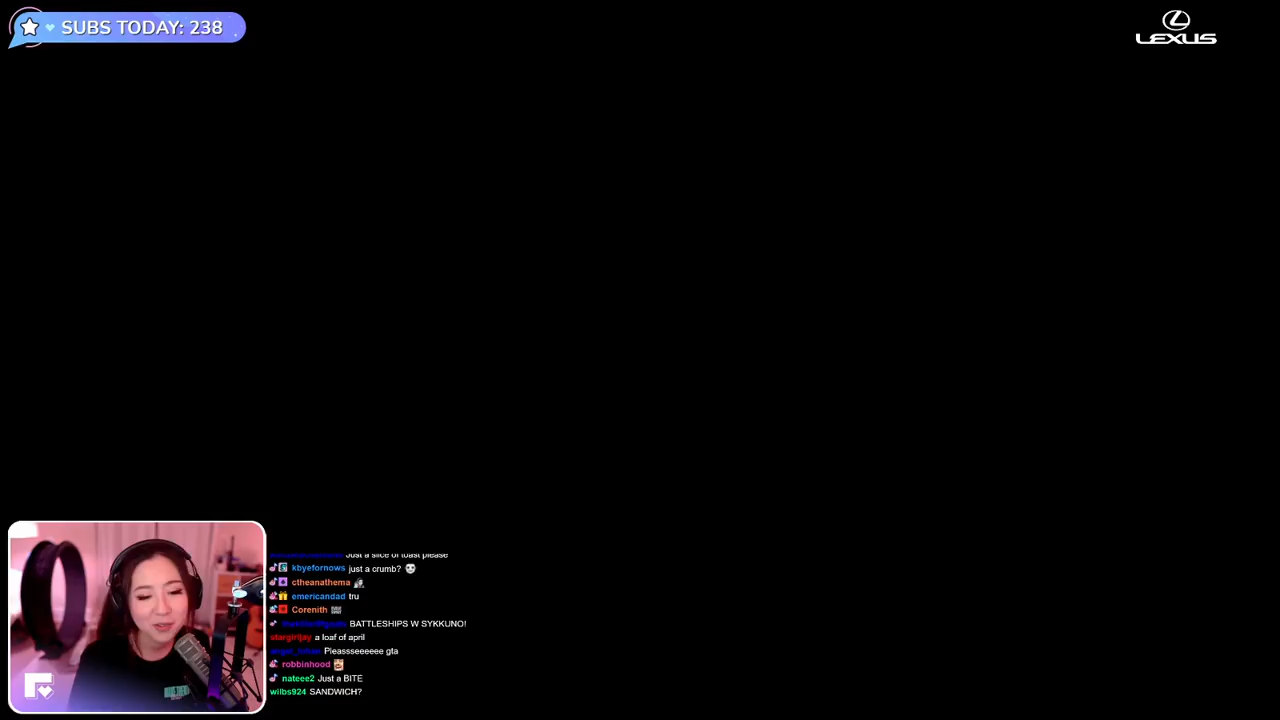 SUBS TODAY: 238
LEXUS
Just a slice of toast please
kbyefornows just a crumb?
ctheanathema
emericandad tru
Corenith
BATTLESHIPS W SYKKUNO!
stargirljay a loaf of april
Pleassseeeeee gta
robbinhood
nateee2 Just a BITE
wilbs924 SANDWICH?